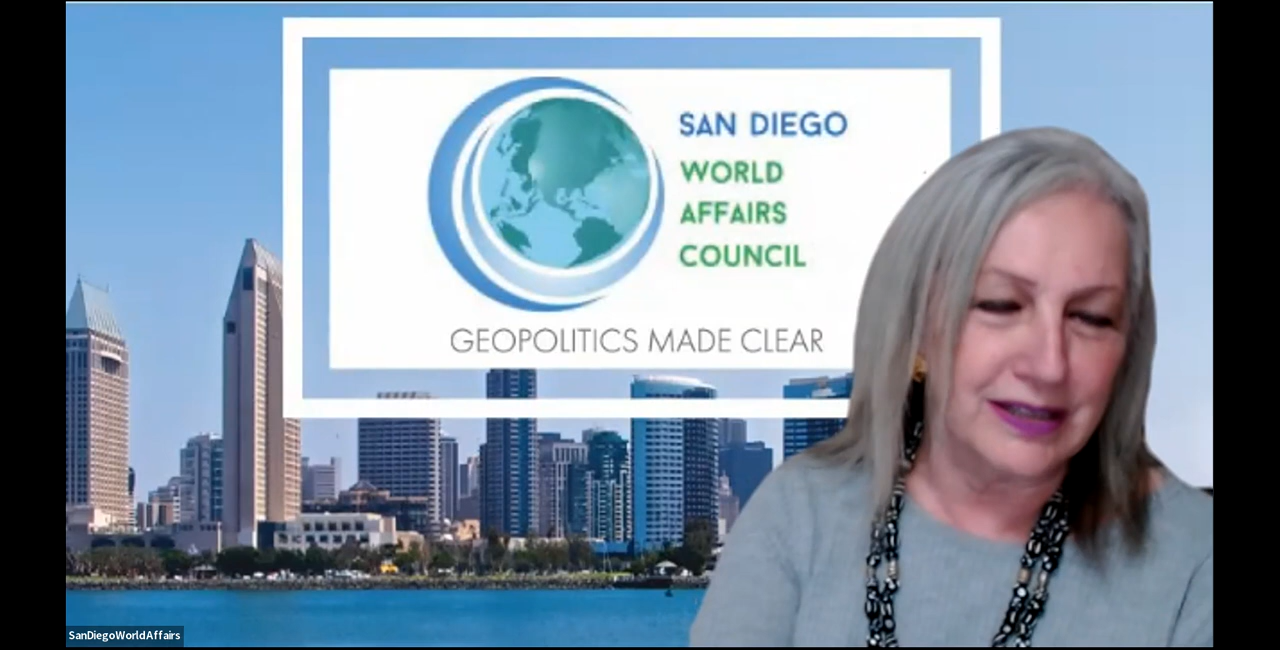 SAN DIEGO
WORLD
AFFAIRS
COUNCIL
GEOPOLITICS MADE CLEAR
SanDiegoWorldAffairs